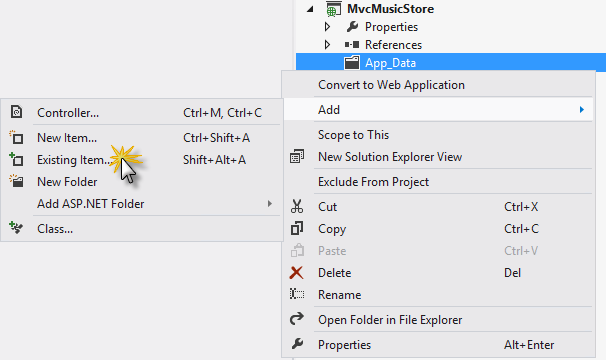 MvcMusicStore
Properties
References
App_Data
Convert to Web Application
Add
Scope to This
New Solution Explorer View
Exclude From Project
Cut Ctrl+X
Copy Ctrl+C
Paste Ctrl+V
Delete Del
Rename
Open Folder in File Explorer
Properties Alt+Enter
Controller... Ctrl+M, Ctrl+C
New Item... Ctrl+Shift+A
Existing Item... Shift+Alt+A
New Folder
Add ASP.NET Folder
Class...